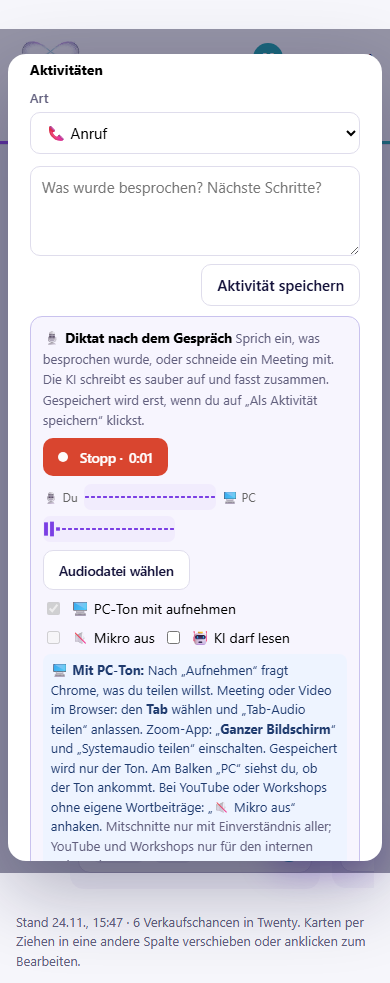 Aktivitäten
Art
Anruf
Was wurde besprochen? Nächste Schritte?
Aktivität speichern
Diktat nach dem Gespräch Sprich ein, was
besprochen wurde, oder schneide ein Meeting mit.
Die KI schreibt es sauber auf und fasst zusammen.
Gespeichert wird erst, wenn du auf „Als Aktivität
speichern“ klickst.
Stopp · 0:01
Du
PC
Audiodatei wählen
PC-Ton mit aufnehmen
Mikro aus
KI darf lesen
Mit PC-Ton: Nach „Aufnehmen“ fragt
Chrome, was du teilen willst. Meeting oder Video
im Browser: den Tab wählen und „Tab-Audio
teilen“ anlassen. Zoom-App: „Ganzer Bildschirm“
und „Systemaudio teilen“ einschalten. Gespeichert
wird nur der Ton. Am Balken „PC“ siehst du, ob
der Ton ankommt. Bei YouTube oder Workshops
ohne eigene Wortbeiträge: „ Mikro aus“
anhaken. Mitschnitte nur mit Einverständnis aller;
YouTube und Workshops nur für den internen
Stand 24.11., 15:47 · 6 Verkaufschancen in Twenty. Karten per
Ziehen in eine andere Spalte verschieben oder anklicken zum
Bearbeiten.